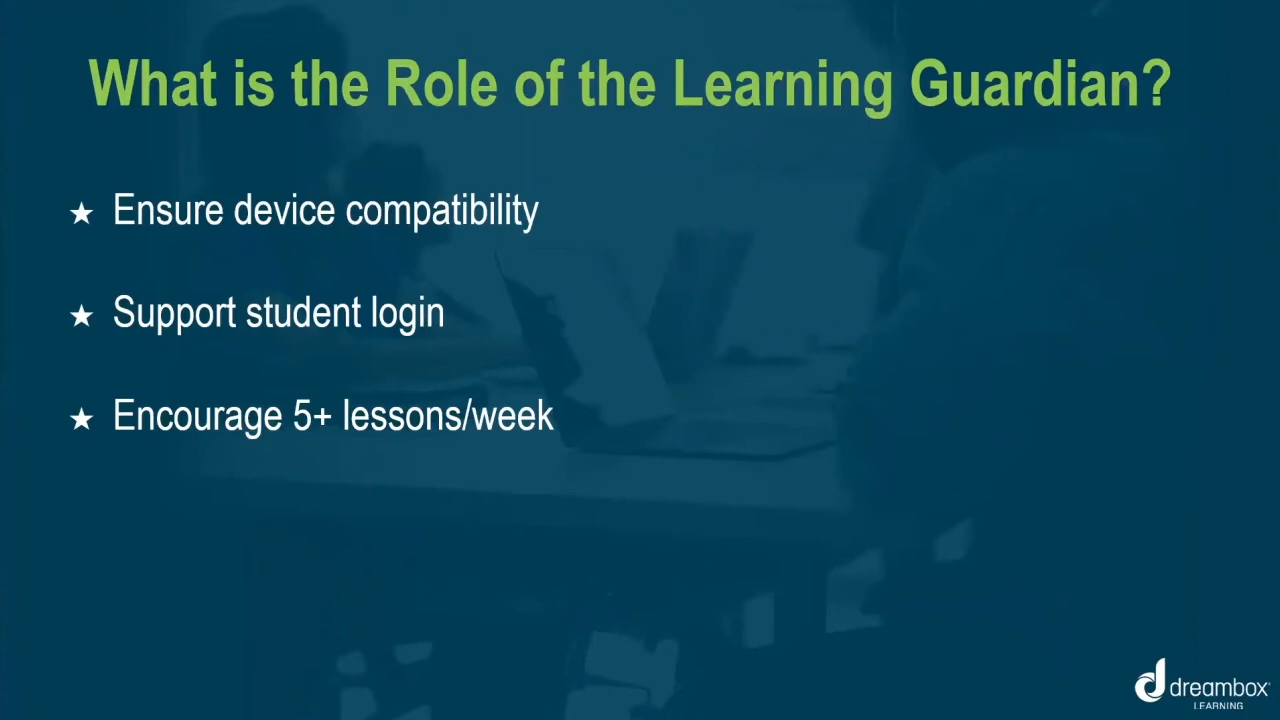 What is the Role of the Learning Guardian?
★ Ensure device compatibility
★ Support student login
★ Encourage 5+ lessons/week
dreambox
LEARNING